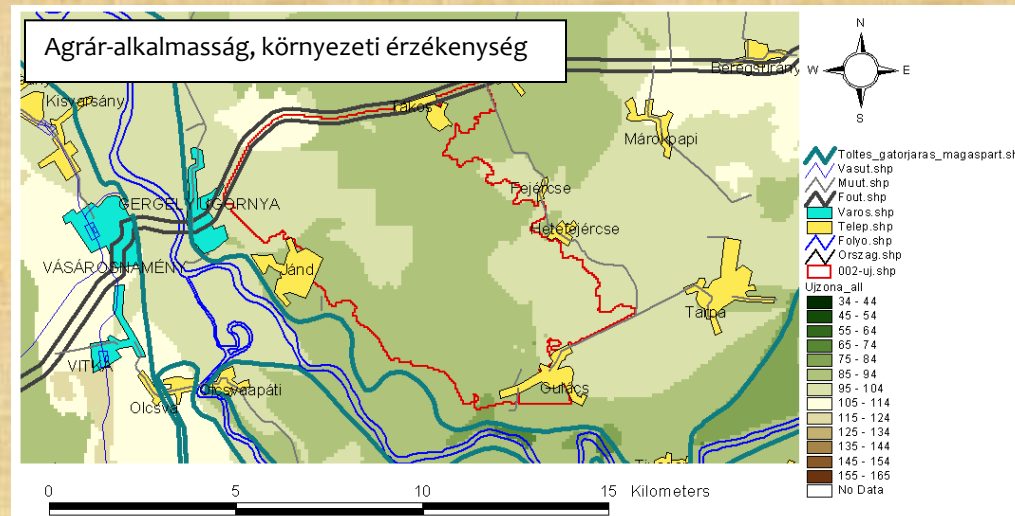 Agrár-alkalmasság, környezeti érzékenység
Kisvarsány
Beregsurány
Takos
Márokpapi
Fejércse
GERGELYIUGORNYA
Hetefejércse
VÁSÁROSNAMÉNY
Jánd
Tarpa
VITKA
Gulács
Olcsvaapáti
Olcsva
N
W
E
S
Toltes_gatorjaras_magaspart.sh
Vasut.shp
Muut.shp
Fout.shp
Varos.shp
Telep.shp
Folyo.shp
Orszag.shp
002-uj.shp
Ujzona_all
34 - 44
45 - 54
55 - 64
65 - 74
75 - 84
85 - 94
95 - 104
105 - 114
115 - 124
125 - 134
135 - 144
145 - 154
155 - 165
No Data
0 5 10 15 Kilometers